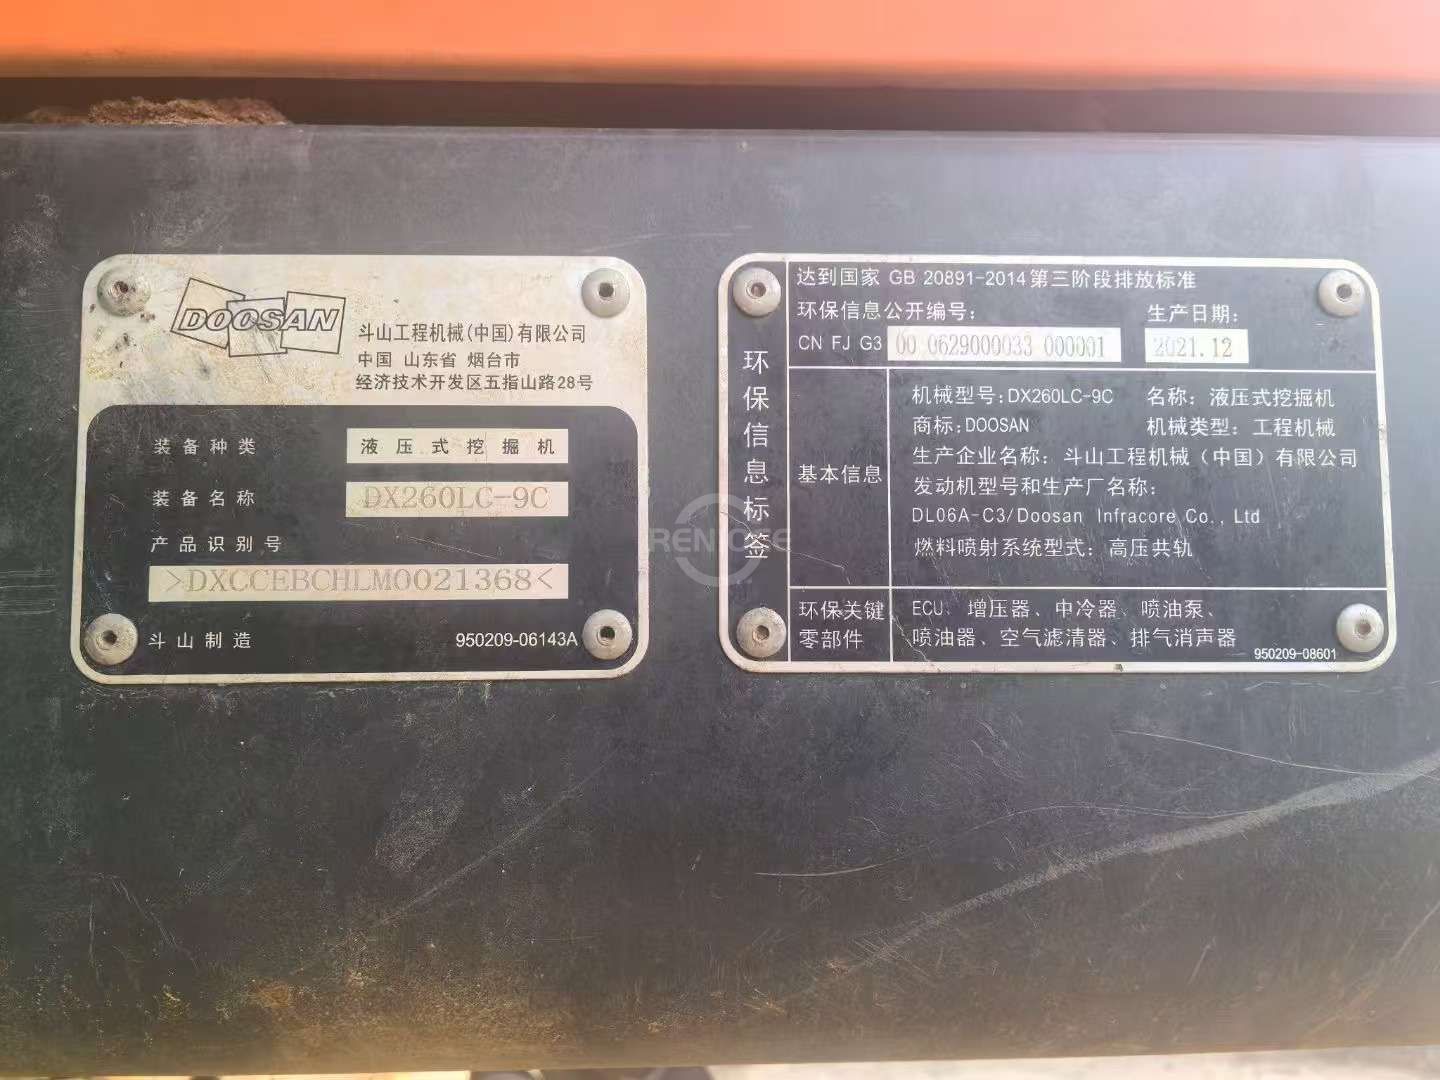 DOOSAN
斗山工程机械(中国)有限公司
中国 山东省 烟台市
经济技术开发区五指山路28号
装备种类 液压式挖掘机
装备名称 DX260LC-9C
产品识别号
>DXCCEBCHLM0021368<
斗山制造 950209-06143A
环保信息标签
达到国家 GB 20891-2014第三阶段排放标准
环保信息公开编号: 生产日期:
CN FJ G3 00 0629000033 000001 2021.12
基本信息
机械型号:DX260LC-9C 名称: 液压式挖掘机
商标:DOOSAN 机械类型: 工程机械
生产企业名称: 斗山工程机械 (中国) 有限公司
发动机型号和生产厂名称:
DL06A-C3/Doosan Infracore Co., Ltd
燃料喷射系统型式: 高压共轨
环保关键零部件
ECU、增压器、中冷器、喷油泵、
喷油器、空气滤清器、排气消声器
950209-08601